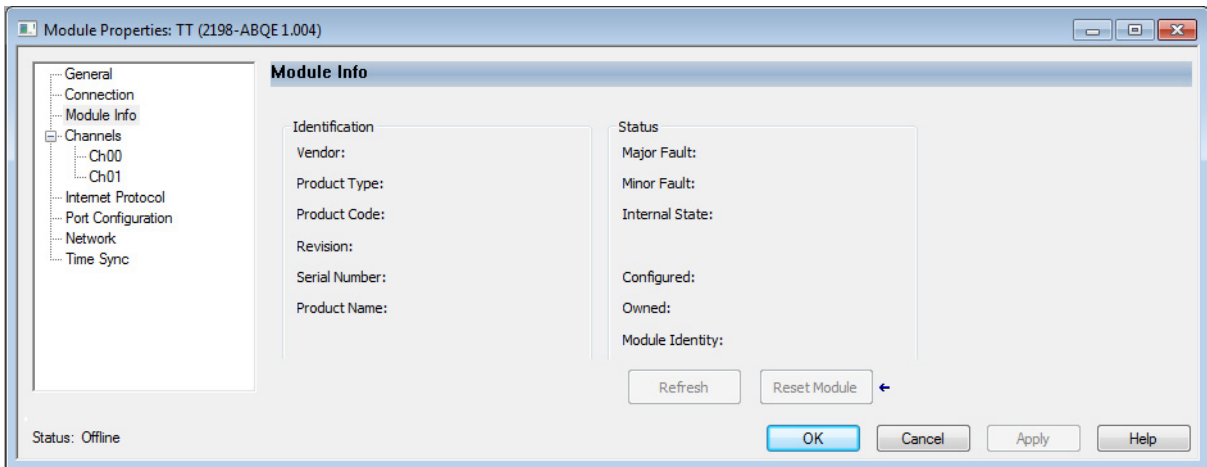 Module Properties: TT (2198-ABQE 1.004)
General
Connection
Module Info
Channels
Ch00
Ch01
Internet Protocol
Port Configuration
Network
Time Sync
Module Info
Identification
Vendor:
Product Type:
Product Code:
Revision:
Serial Number:
Product Name:
Status
Major Fault:
Minor Fault:
Internal State:
Configured:
Owned:
Module Identity:
Refresh
Reset Module
Status: Offline
OK
Cancel
Apply
Help